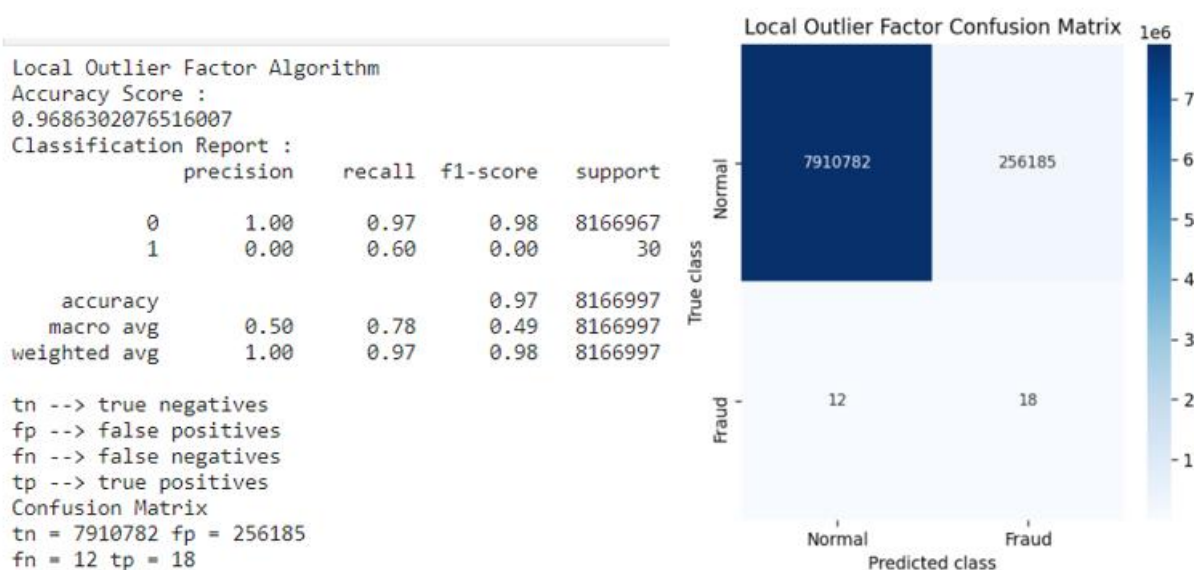 Local Outlier Factor Algorithm
Accuracy Score :
0.9686302076516007
Classification Report :
precision recall f1-score support
0 1.00 0.97 0.98 8166967
1 0.00 0.60 0.00 30
accuracy 0.97 8166997
macro avg 0.50 0.78 0.49 8166997
weighted avg 1.00 0.97 0.98 8166997
tn --> true negatives
fp --> false positives
fn --> false negatives
tp --> true positives
Confusion Matrix
tn = 7910782 fp = 256185
fn = 12 tp = 18
Local Outlier Factor Confusion Matrix
1e6
7910782 256185
12 18
Normal
Fraud
True class
Normal Fraud
Predicted class
7
6
5
4
3
2
1